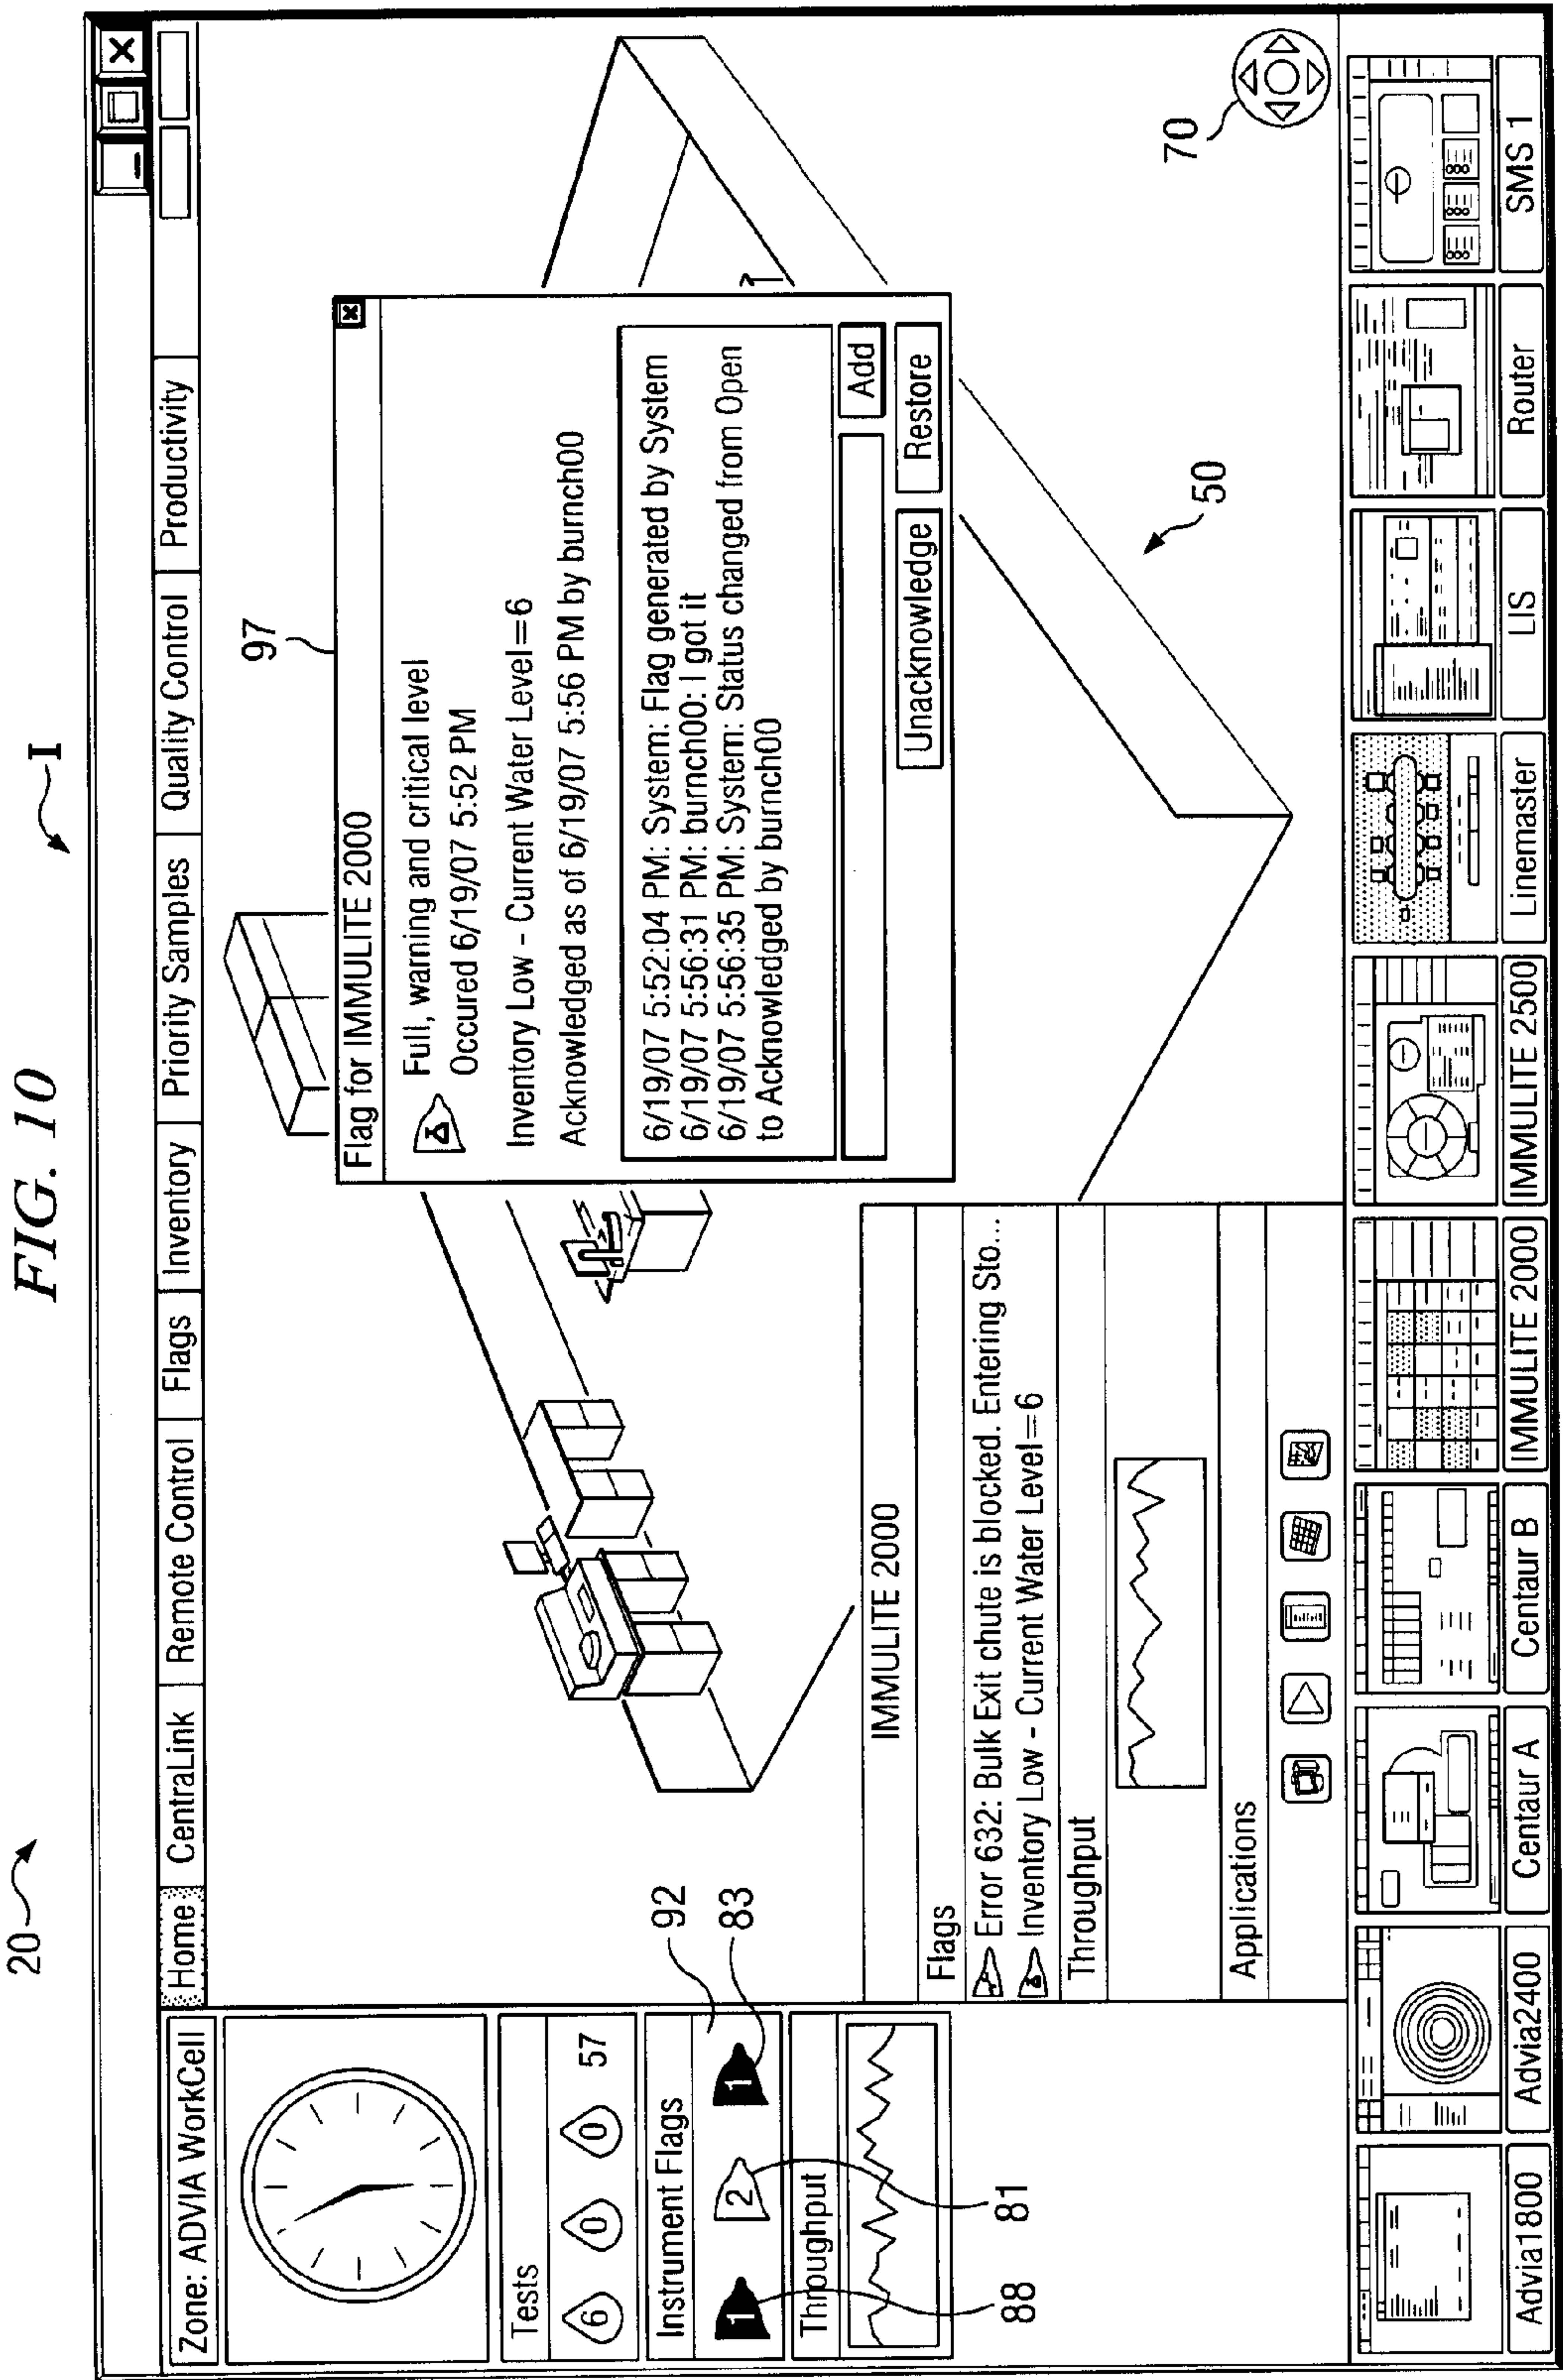 FIG. 10
20
1
Home
CentraLink
Remote Control
Flags
Inventory
Priority Samples
Quality Control
Productivity
Zone: ADVIA WorkCell
Tests
6 0 0 57
Instrument Flags
1 2 1
92
83
88
81
Throughput
97
Flag for IMMULITE 2000
Full, warning and critical level
Occured 6/19/07 5:52 PM
Inventory Low - Current Water Level=6
Acknowledged as of 6/19/07 5:56 PM by burnch00
6/19/07 5:52:04 PM: System: Flag generated by System
6/19/07 5:56:31 PM: burnch00: I got it
6/19/07 5:56:35 PM: System: Status changed from Open
to Acknowledged by burnch00
Add
Unacknowledge
Restore
IMMULITE 2000
Flags
Error 632: Bulk Exit chute is blocked. Entering Sto...
Inventory Low - Current Water Level=6
Throughput
Applications
50
70
Advia1800
Advia2400
Centaur A
Centaur B
IMMULITE 2000
IMMULITE 2500
Linemaster
LIS
Router
SMS 1